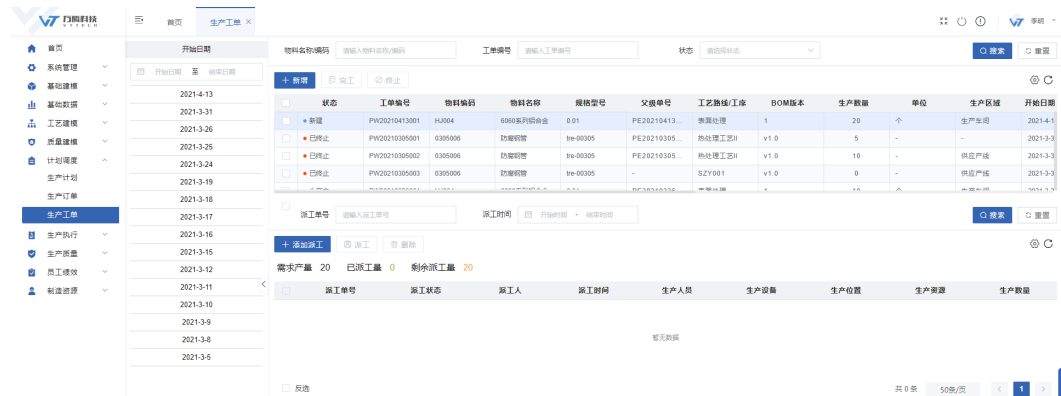 万腾科技
VTTECH
首页
生产工单 ×
李明
首页
系统管理
基础建模
基础数据
工艺建模
质量建模
计划调度
生产计划
生产订单
生产工单
生产执行
生产质量
员工绩效
制造资源
开始日期
开始日期 至 结束日期
2021-4-13
2021-3-31
2021-3-26
2021-3-25
2021-3-24
2021-3-19
2021-3-18
2021-3-17
2021-3-16
2021-3-15
2021-3-12
2021-3-11
2021-3-10
2021-3-9
2021-3-8
2021-3-5
物料名称/编码 请输入物料名称/编码 工单编号 请输入工单编号 状态 请选择状态 搜索 重置
+ 新增 完工 终止
状态 工单编号 物料编码 物料名称 规格型号 父级单号 工艺路线/工序 BOM版本 生产数量 单位 生产区域 开始日期
新建 PW20210413001 HJ004 6060系列铝合金 0.01 PE20210413... 表面处理 1 20 个 生产车间 2021-4-1
已终止 PW20210305001 0305006 防腐钢管 tre-00305 PE20210305... 热处理工艺II v1.0 5 - - 2021-3-3
已终止 PW20210305002 0305006 防腐钢管 tre-00305 PE20210305... 热处理工艺II v1.0 10 - 供应产线 2021-3-3
已终止 PW20210305003 0305006 防腐钢管 tre-00305 - SZY001 v1.0 0 - 供应产线 2021-3-3
派工单号 请输入派工单号 派工时间 开始时间 - 结束时间 搜索 重置
+ 添加派工 派工 删除
需求产量 20 已派工量 0 剩余派工量 20
派工单号 派工状态 派工人 派工时间 生产人员 生产设备 生产位置 生产资源 生产数量
暂无数据
反选 共 0 条 50条/页 < 1 >